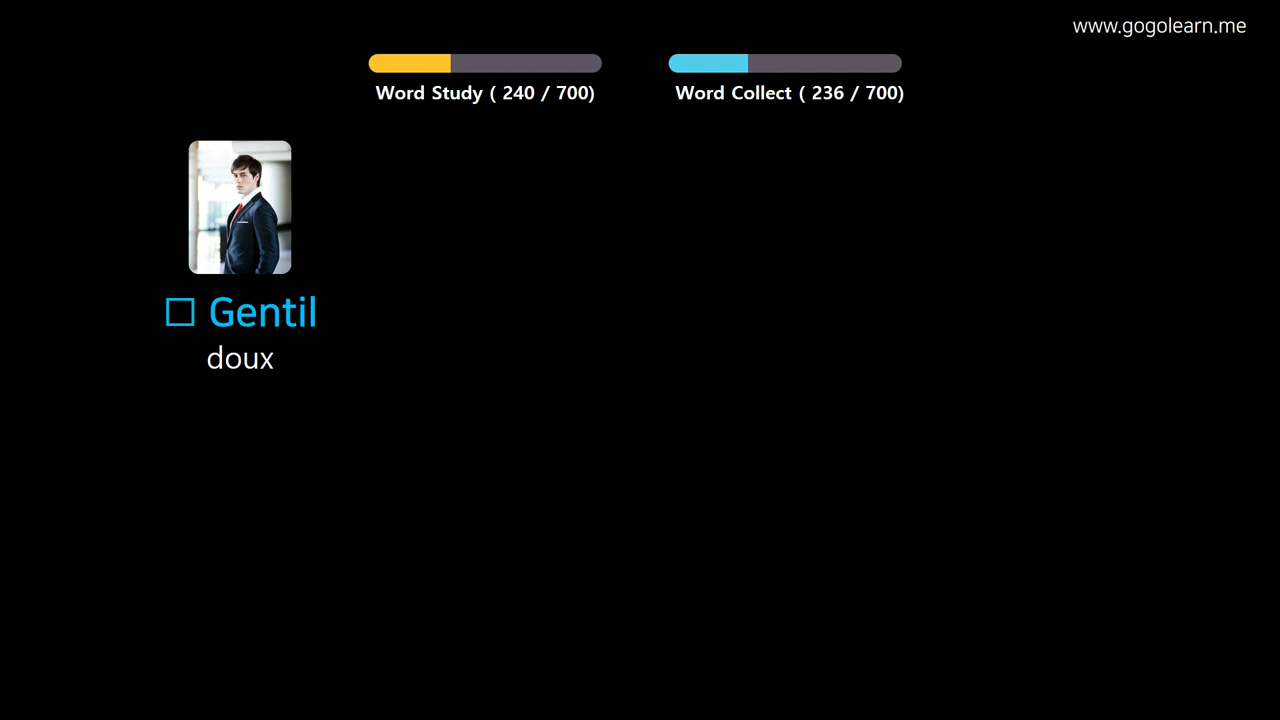 www.gogolearn.me
Word Study ( 240 / 700)
Word Collect ( 236 / 700)
☐ Gentil
doux